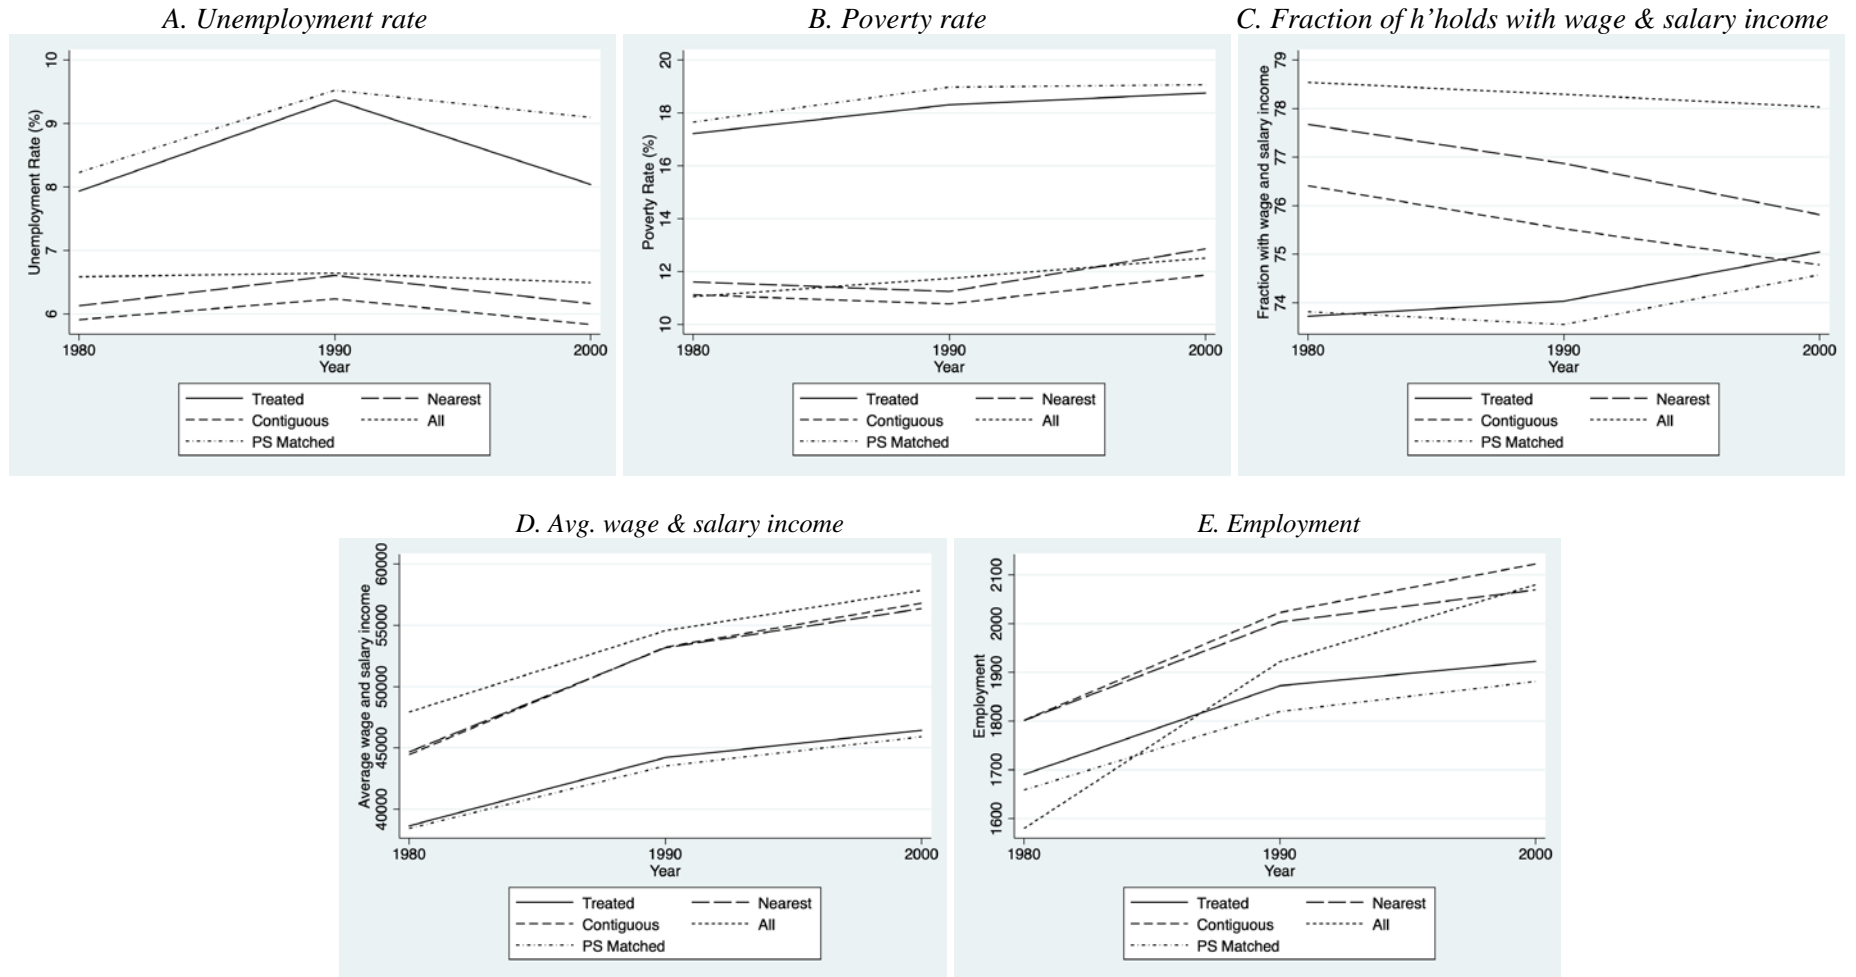 A. Unemployment rate
B. Poverty rate
C. Fraction of h'holds with wage & salary income
Unemployment Rate (%)
10
9
8
7
6
1980
1990
2000
Year
Treated
Nearest
Contiguous
All
PS Matched
Poverty Rate (%)
20
18
16
14
12
10
1980
1990
2000
Year
Treated
Nearest
Contiguous
All
PS Matched
Fraction with wage and salary income
79
78
77
76
75
74
1980
1990
2000
Year
Treated
Nearest
Contiguous
All
PS Matched
D. Avg. wage & salary income
E. Employment
Average wage and salary income
60000
55000
50000
45000
40000
1980
1990
2000
Year
Treated
Nearest
Contiguous
All
PS Matched
Employment
2100
2000
1900
1800
1700
1600
1980
1990
2000
Year
Treated
Nearest
Contiguous
All
PS Matched